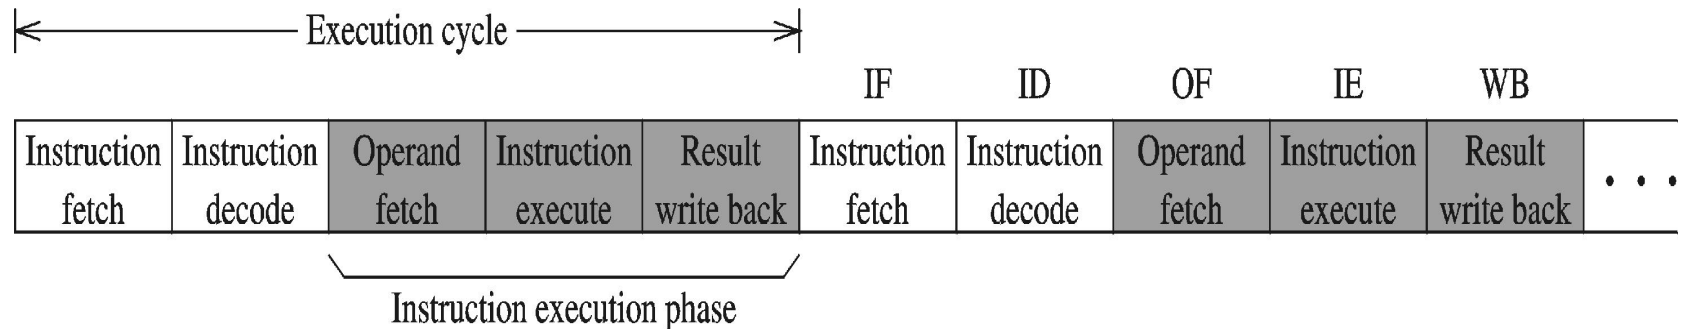 Execution cycle
IF ID OF IE WB
Instruction Instruction Operand Instruction Result Instruction Instruction Operand Instruction Result
fetch decode fetch execute write back fetch decode fetch execute write back . . .
Instruction execution phase